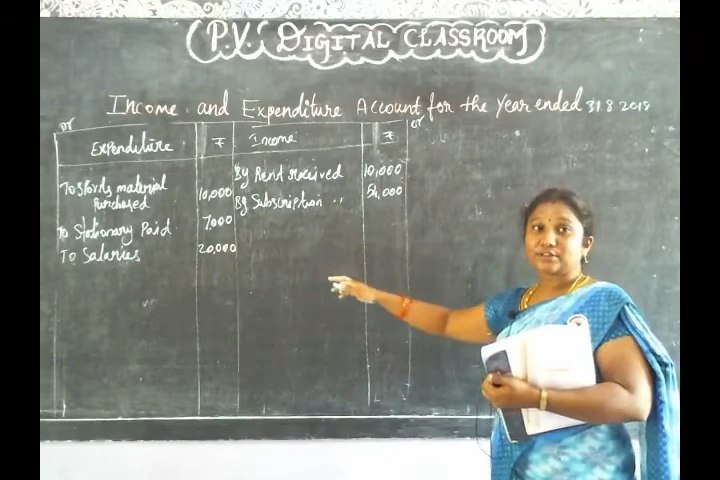 P.V. DIGITAL CLASSROOM
Income and Expenditure Account for the Year ended 31.8.2018
Dr Cr
Expenditure ₹ Income ₹
To Sports material Purchased 10,000
By Rent received 10,000
By Subscription " 54,000
To Stationary Paid 7,000
To Salaries 20,000